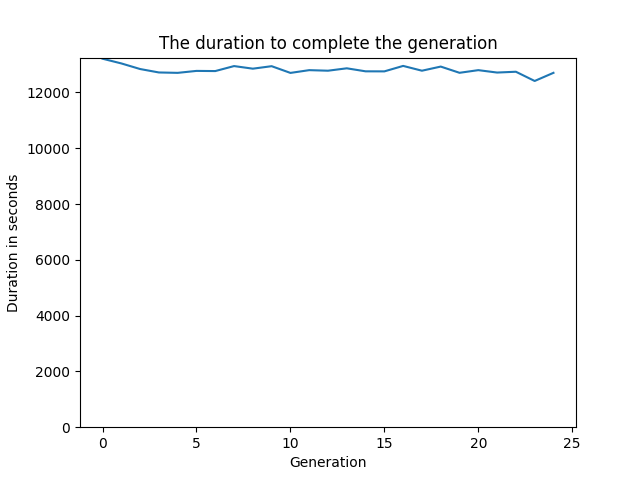 The duration to complete the generation
12000
10000
8000
6000
4000
2000
0
Duration in seconds
0 5 10 15 20 25
Generation